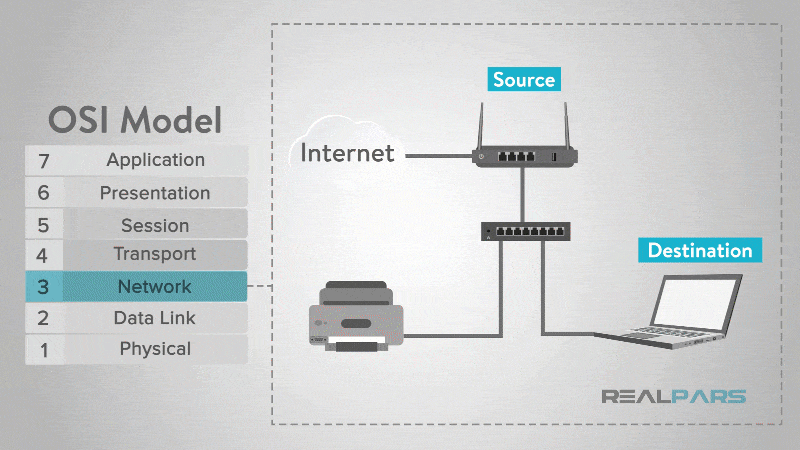 OSI Model
7 Application
6 Presentation
5 Session
4 Transport
3 Network
2 Data Link
1 Physical
Source
Internet
Destination
REALPARS